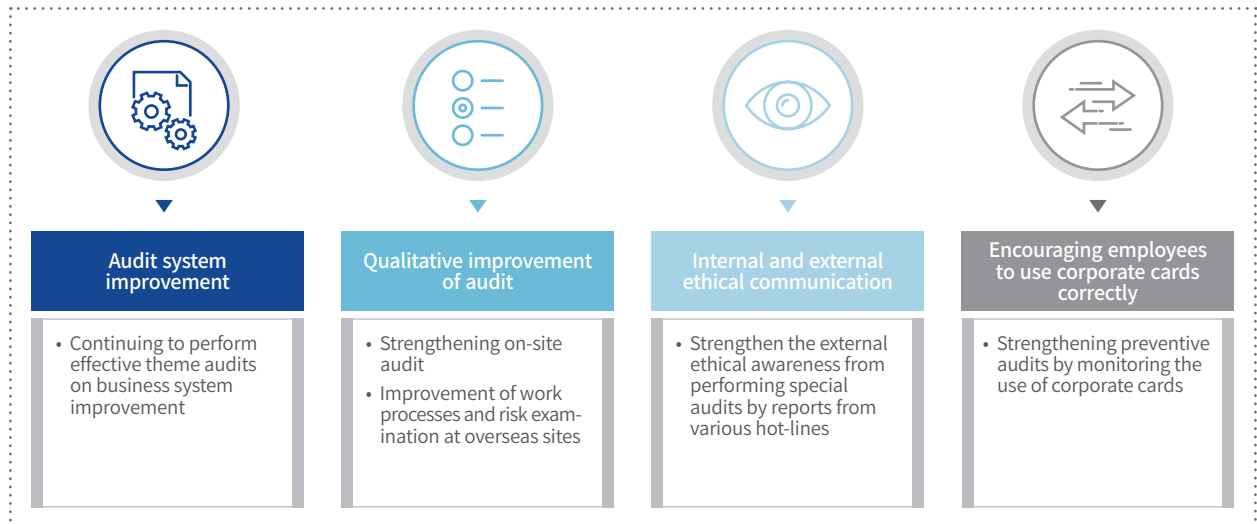 Audit system
improvement
• Continuing to perform
effective theme audits
on business system
improvement
Qualitative improvement
of audit
• Strengthening on-site
audit
• Improvement of work
processes and risk exam-
ination at overseas sites
Internal and external
ethical communication
• Strengthen the external
ethical awareness from
performing special
audits by reports from
various hot-lines
Encouraging employees
to use corporate cards
correctly
• Strengthening preventive
audits by monitoring the
use of corporate cards